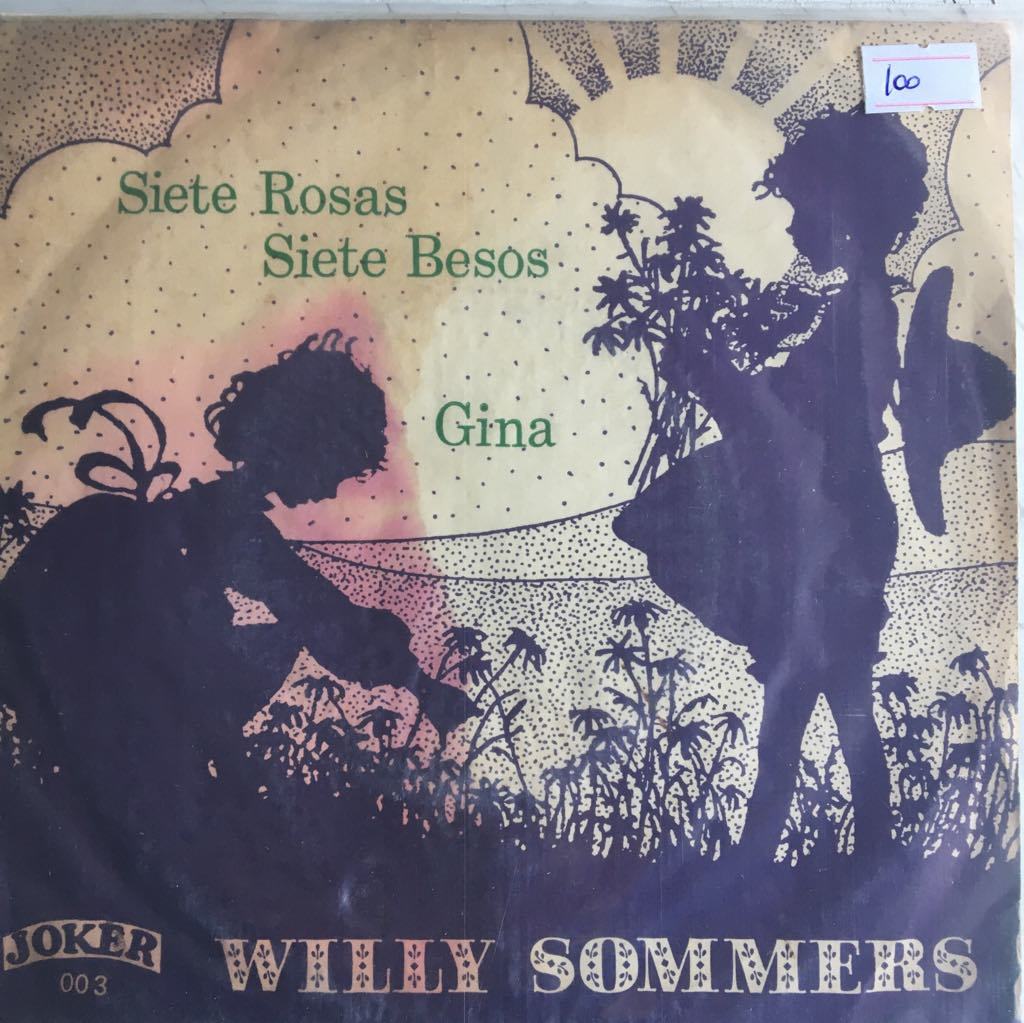 100
Siete Rosas
Siete Besos
Gina
JOKER
003
WILLY SOMMERS